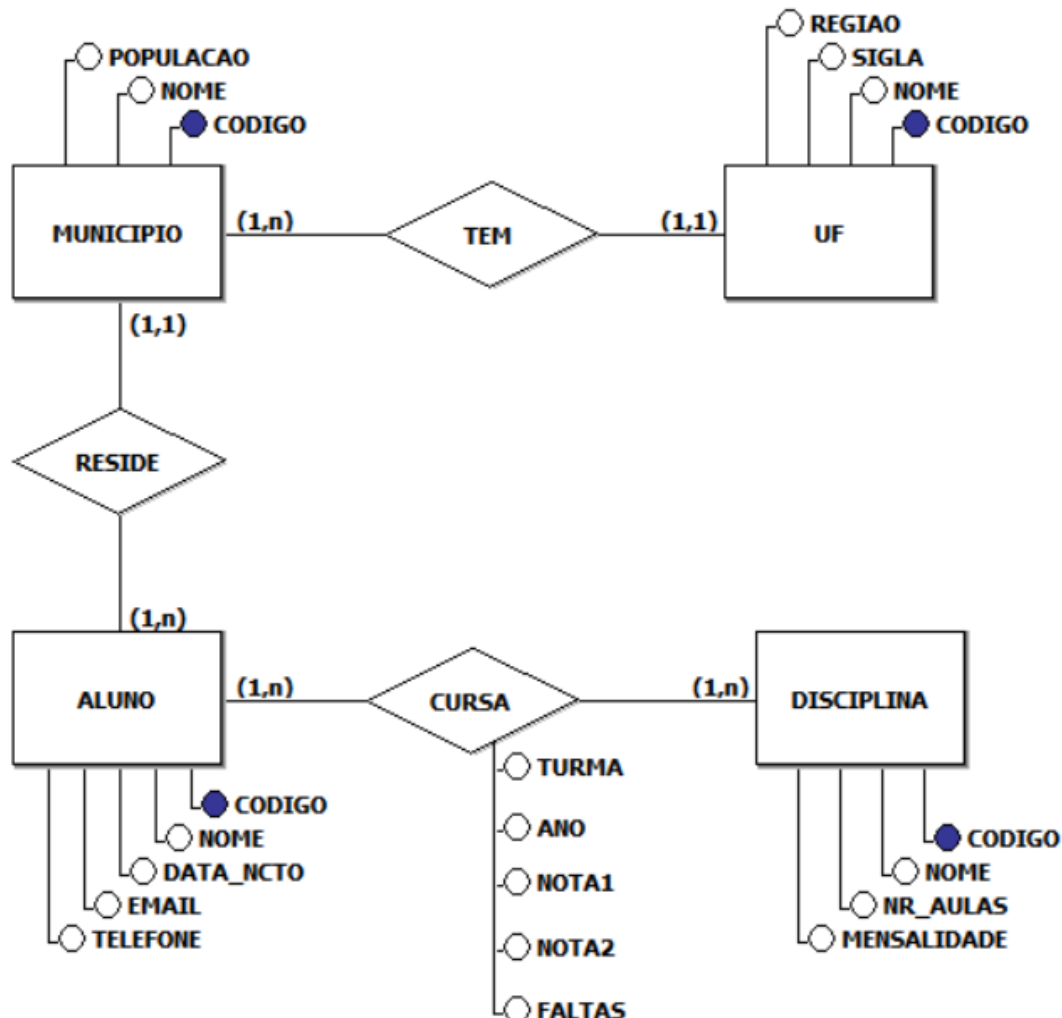 POPULACAO
NOME
CODIGO
REGIAO
SIGLA
NOME
CODIGO
MUNICIPIO
(1,n)
TEM
(1,1)
UF
(1,1)
RESIDE
(1,n)
ALUNO
(1,n)
CURSA
(1,n)
DISCIPLINA
CODIGO
NOME
DATA_NCTO
EMAIL
TELEFONE
TURMA
ANO
NOTA1
NOTA2
FALTAS
CODIGO
NOME
NR_AULAS
MENSALIDADE